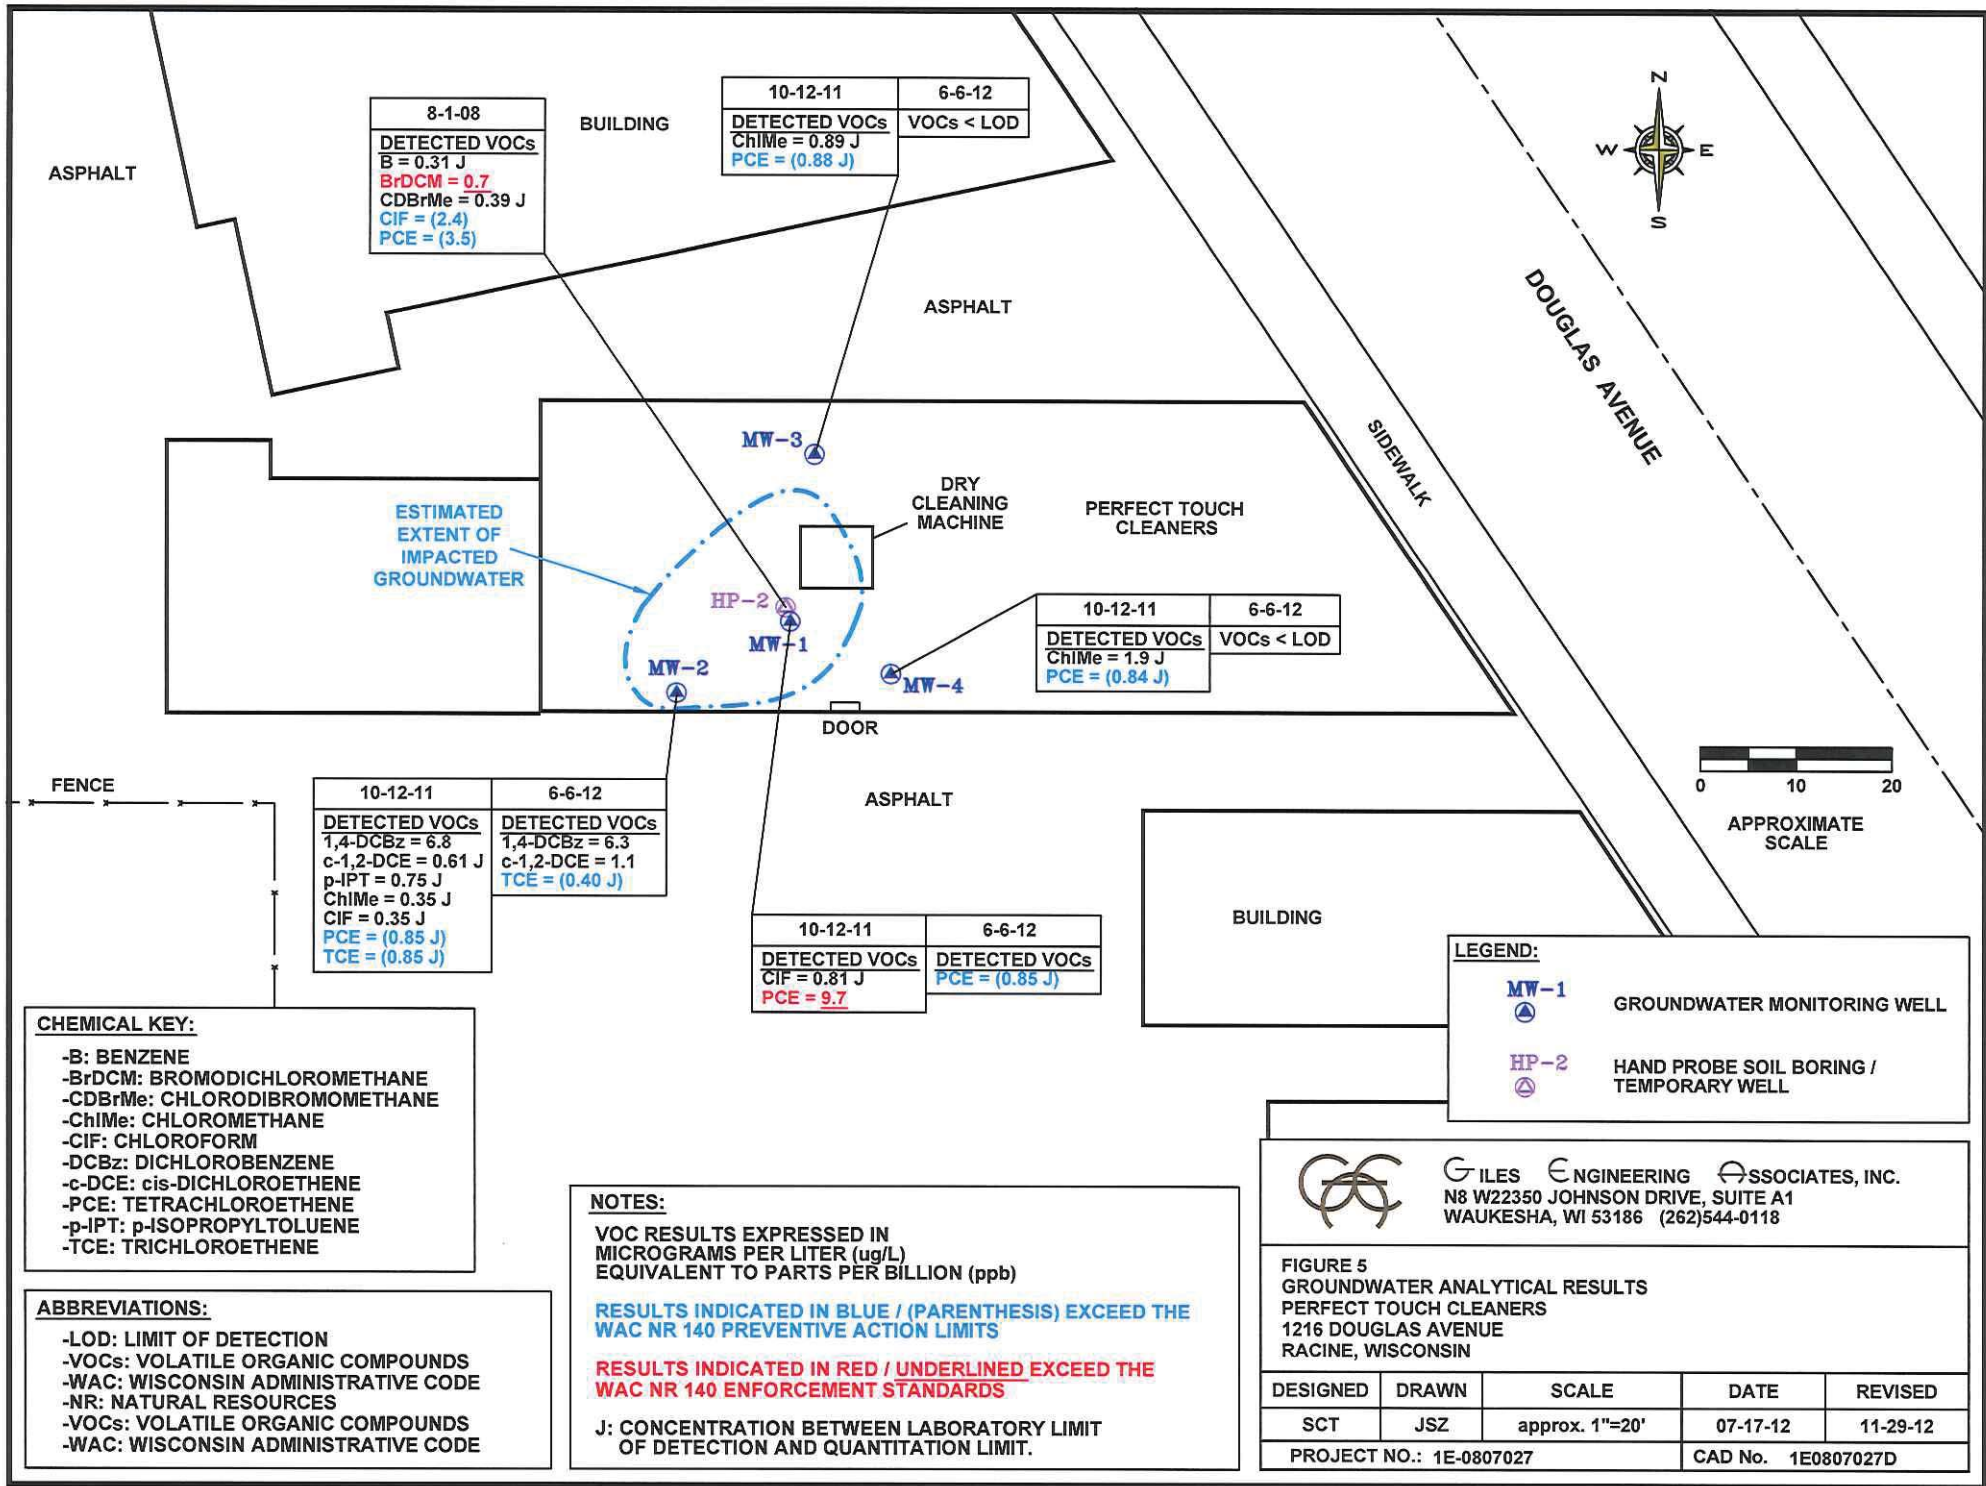 ASPHALT
8-1-08
DETECTED VOCs
B = 0.31 J
BrDCM = 0.7
CDBrMe = 0.39 J
ClF = (2.4)
PCE = (3.5)
BUILDING
10-12-11 6-6-12
DETECTED VOCs VOCs < LOD
ChlMe = 0.89 J
PCE = (0.88 J)
N
W E
S
ASPHALT
DOUGLAS AVENUE
SIDEWALK
MW-3
DRY
CLEANING
MACHINE
PERFECT TOUCH
CLEANERS
ESTIMATED
EXTENT OF
IMPACTED
GROUNDWATER
HP-2
MW-1
MW-2
MW-4
10-12-11 6-6-12
DETECTED VOCs VOCs < LOD
ChlMe = 1.9 J
PCE = (0.84 J)
DOOR
FENCE
10-12-11 6-6-12
DETECTED VOCs DETECTED VOCs
1,4-DCBz = 6.8 1,4-DCBz = 6.3
c-1,2-DCE = 0.61 J c-1,2-DCE = 1.1
p-IPT = 0.75 J TCE = (0.40 J)
ChlMe = 0.35 J
ClF = 0.35 J
PCE = (0.85 J)
TCE = (0.85 J)
ASPHALT
0 10 20
APPROXIMATE
SCALE
10-12-11 6-6-12
DETECTED VOCs DETECTED VOCs
ClF = 0.81 J PCE = (0.85 J)
PCE = 9.7
BUILDING
LEGEND:
MW-1 GROUNDWATER MONITORING WELL
HP-2 HAND PROBE SOIL BORING /
TEMPORARY WELL
CHEMICAL KEY:
-B: BENZENE
-BrDCM: BROMODICHLOROMETHANE
-CDBrMe: CHLORODIBROMOMETHANE
-ChlMe: CHLOROMETHANE
-ClF: CHLOROFORM
-DCBz: DICHLOROBENZENE
-c-DCE: cis-DICHLOROETHENE
-PCE: TETRACHLOROETHENE
-p-IPT: p-ISOPROPYLTOLUENE
-TCE: TRICHLOROETHENE
ABBREVIATIONS:
-LOD: LIMIT OF DETECTION
-VOCs: VOLATILE ORGANIC COMPOUNDS
-WAC: WISCONSIN ADMINISTRATIVE CODE
-NR: NATURAL RESOURCES
-VOCs: VOLATILE ORGANIC COMPOUNDS
-WAC: WISCONSIN ADMINISTRATIVE CODE
NOTES:
VOC RESULTS EXPRESSED IN
MICROGRAMS PER LITER (ug/L)
EQUIVALENT TO PARTS PER BILLION (ppb)
RESULTS INDICATED IN BLUE / (PARENTHESIS) EXCEED THE
WAC NR 140 PREVENTIVE ACTION LIMITS
RESULTS INDICATED IN RED / UNDERLINED EXCEED THE
WAC NR 140 ENFORCEMENT STANDARDS
J: CONCENTRATION BETWEEN LABORATORY LIMIT
OF DETECTION AND QUANTITATION LIMIT.
GILES ENGINEERING ASSOCIATES, INC.
N8 W22350 JOHNSON DRIVE, SUITE A1
WAUKESHA, WI 53186 (262)544-0118
FIGURE 5
GROUNDWATER ANALYTICAL RESULTS
PERFECT TOUCH CLEANERS
1216 DOUGLAS AVENUE
RACINE, WISCONSIN
DESIGNED DRAWN SCALE DATE REVISED
SCT JSZ approx. 1"=20' 07-17-12 11-29-12
PROJECT NO.: 1E-0807027 CAD No. 1E0807027D